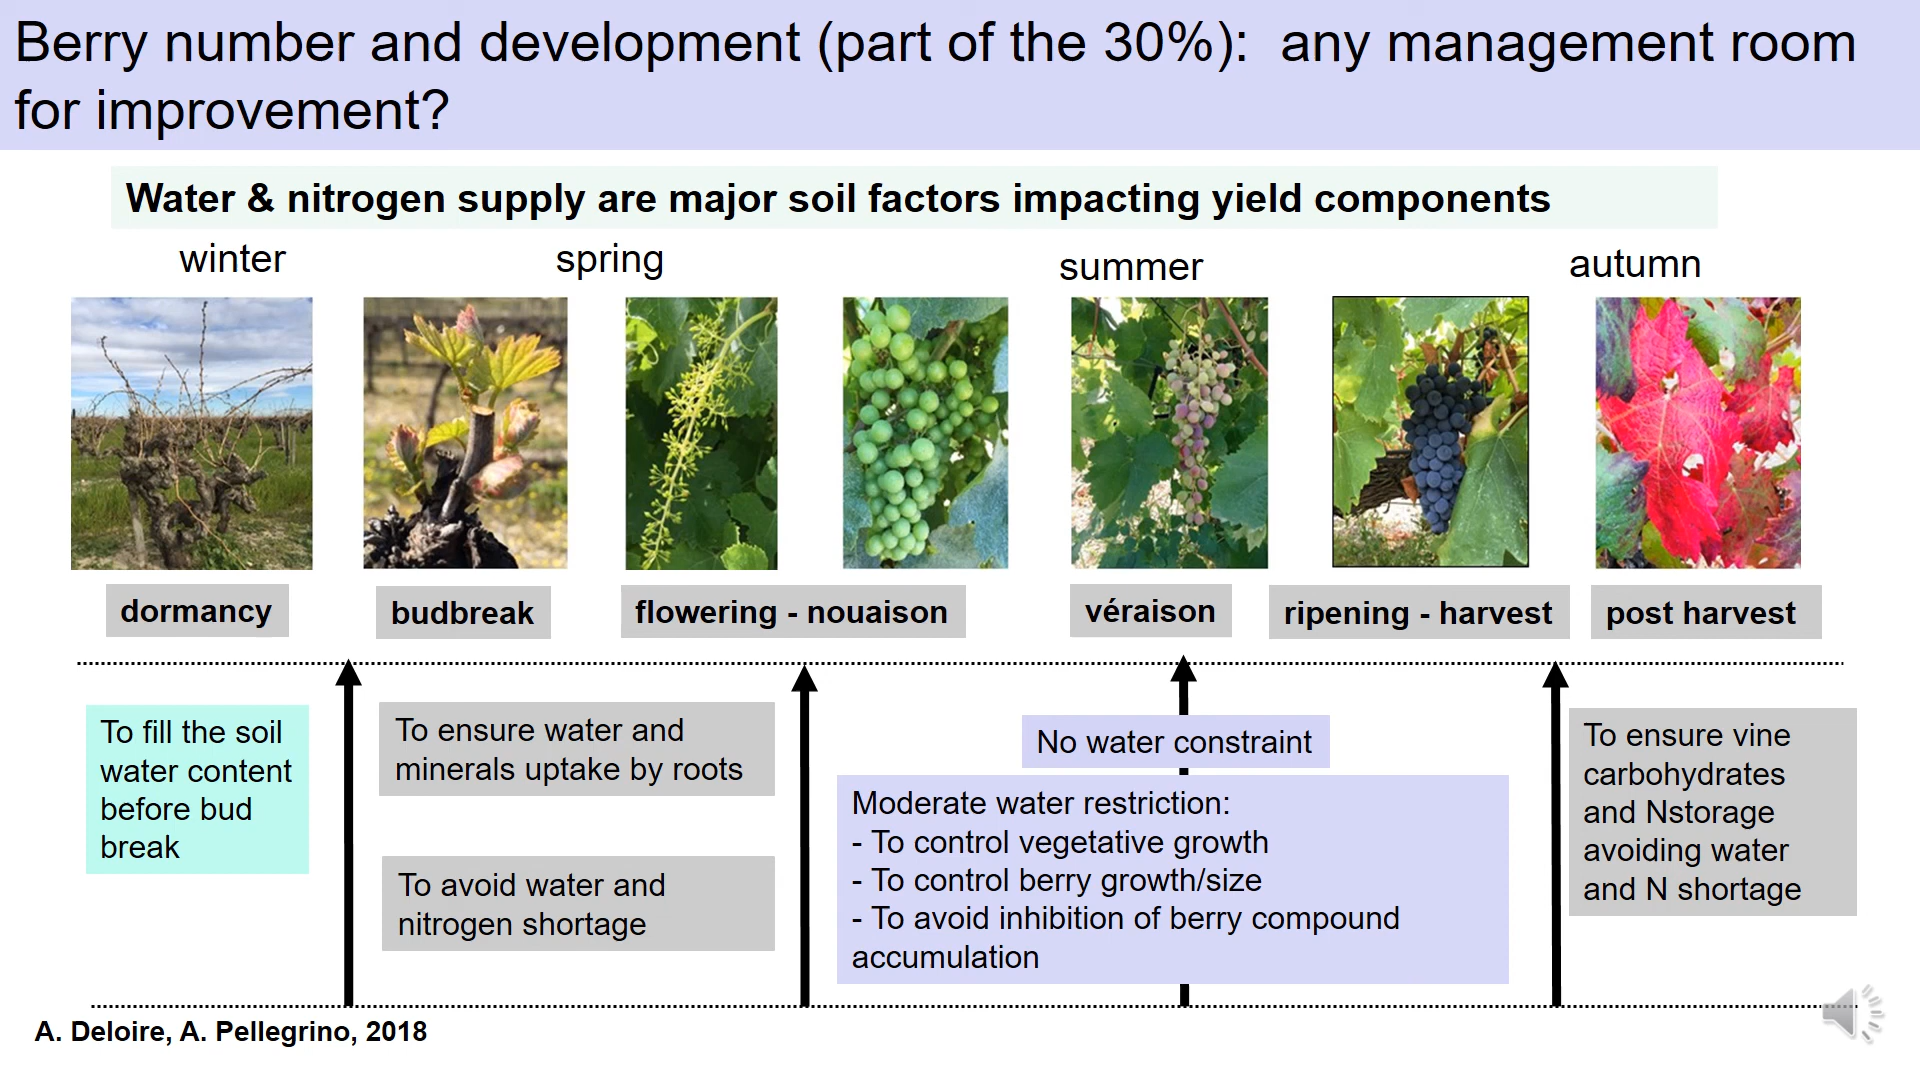 Berry number and development (part of the 30%):  any management room
for improvement?
Water & nitrogen supply are major soil factors impacting yield components
winter
spring
summer
autumn
dormancy
budbreak
flowering - nouaison
véraison
ripening - harvest
post harvest
To fill the soil
water content
before bud
break
To ensure water and
minerals uptake by roots
To avoid water and
nitrogen shortage
No water constraint
Moderate water restriction:
- To control vegetative growth
- To control berry growth/size
- To avoid inhibition of berry compound
accumulation
To ensure vine
carbohydrates
and Nstorage
avoiding water
and N shortage
A. Deloire, A. Pellegrino, 2018